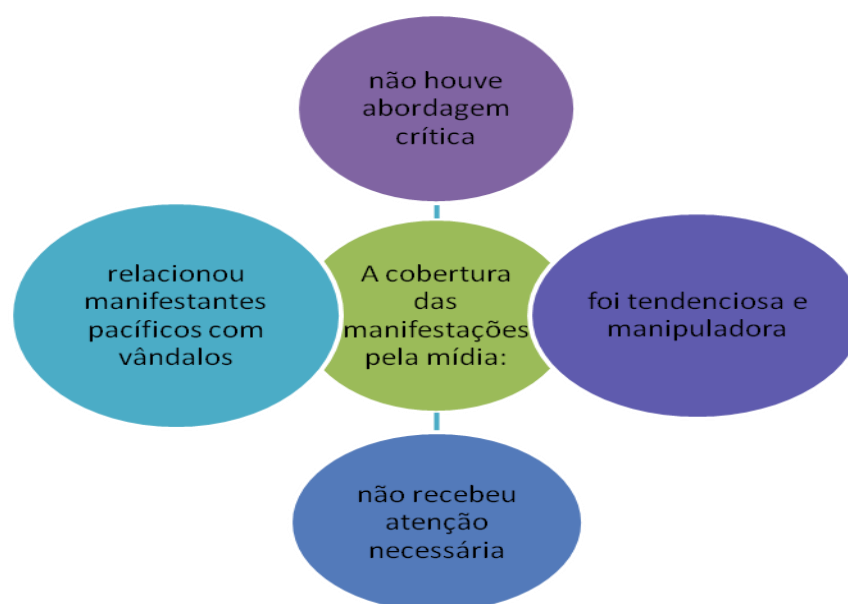 não houve
abordagem
crítica
relacionou
manifestantes
pacíficos com
vândalos
A cobertura
das
manifestações
pela mídia:
foi tendenciosa e
manipuladora
não recebeu
atenção
necessária